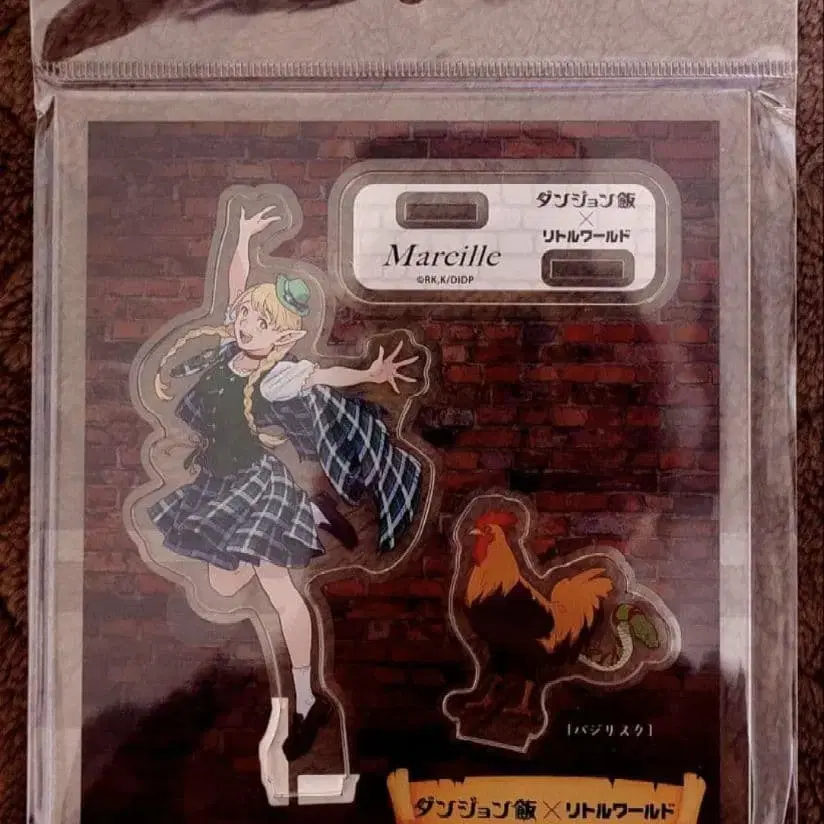 ダンジョン飯
×
リトルワールド
Marcille
©RK,K/DIDP
[バジリスク]
ダンジョン飯×リトルワールド